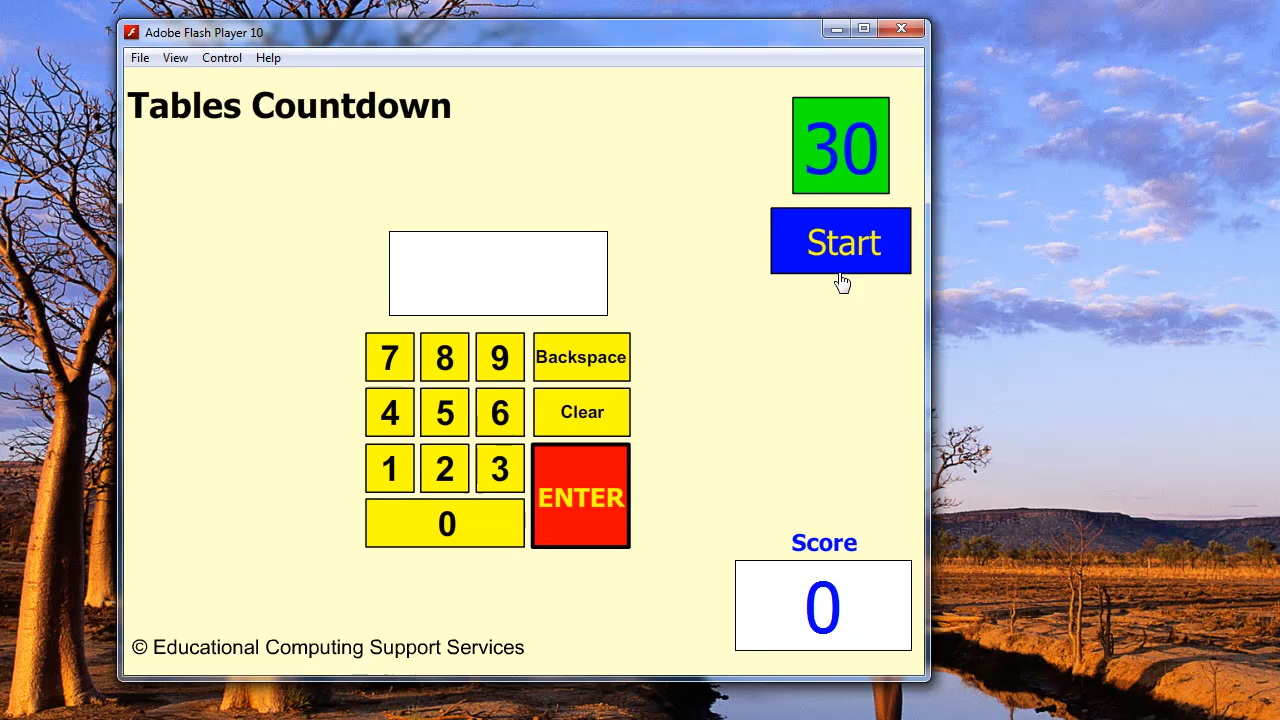 Adobe Flash Player 10
File View Control Help
Tables Countdown
30
Start
7 8 9 Backspace
4 5 6 Clear
1 2 3 ENTER
0
Score
0
© Educational Computing Support Services